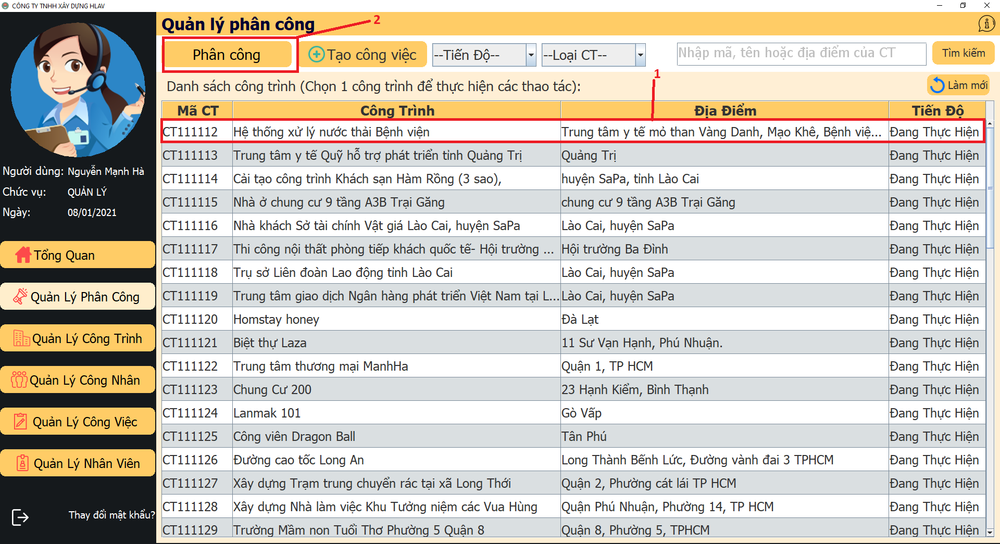 CÔNG TY TNHH XÂY DỰNG HLAV
Quản lý phân công
2
Phân công
Tạo công việc
--Tiến Độ--
--Loại CT--
Nhập mã, tên hoặc địa điểm của CT
Tìm kiếm
1
Danh sách công trình (Chọn 1 công trình để thực hiện các thao tác):
Làm mới
Mã CT Công Trình Địa Điểm Tiến Độ
CT111112 Hệ thống xử lý nước thải Bệnh viện Trung tâm y tế mỏ than Vàng Danh, Mạo Khê, Bệnh việ... Đang Thực Hiện
CT111113 Trung tâm y tế Quỹ hỗ trợ phát triển tỉnh Quảng Trị Quảng Trị Đang Thực Hiện
CT111114 Cải tạo công trình Khách sạn Hàm Rồng (3 sao), huyện SaPa, tỉnh Lào Cai Đang Thực Hiện
CT111115 Nhà ở chung cư 9 tầng A3B Trại Găng chung cư 9 tầng A3B Trại Găng Đang Thực Hiện
CT111116 Nhà khách Sở tài chính Vật giá Lào Cai, huyện SaPa Lào Cai, huyện SaPa Đang Thực Hiện
CT111117 Thi công nội thất phòng tiếp khách quốc tế- Hội trường ... Hội trường Ba Đình Đang Thực Hiện
CT111118 Trụ sở Liên đoàn Lao động tỉnh Lào Cai Lào Cai, huyện SaPa Đang Thực Hiện
CT111119 Trung tâm giao dịch Ngân hàng phát triển Việt Nam tại L... Lào Cai, huyện SaPa Đang Thực Hiện
CT111120 Homstay honey Đà Lạt Đang Thực Hiện
CT111121 Biệt thự Laza 11 Sư Vạn Hạnh, Phú Nhuận. Đang Thực Hiện
CT111122 Trung tâm thương mại ManhHa Quận 1, TP HCM Đang Thực Hiện
CT111123 Chung Cư 200 23 Hạnh Kiểm, Bình Thạnh Đang Thực Hiện
CT111124 Lanmak 101 Gò Vấp Đang Thực Hiện
CT111125 Công viên Dragon Ball Tân Phú Đang Thực Hiện
CT111126 Đường cao tốc Long An Long Thành Bếnh Lức, Đường vành đai 3 TPHCM Đang Thực Hiện
CT111127 Xây dựng Trạm trung chuyển rác tại xã Long Thới Quận 2, Phường cát lái TP HCM Đang Thực Hiện
CT111128 Xây dựng Nhà làm việc Khu Tưởng niệm các Vua Hùng Quận Phú Nhuận, Phường 14, TP HCM Đang Thực Hiện
CT111129 Trường Mầm non Tuổi Thơ Phường 5 Quận 8 Quận 8, Phường 5, TPHCM Đang Thực Hiện
Người dùng: Nguyễn Mạnh Hà
Chức vụ: QUẢN LÝ
Ngày: 08/01/2021
Tổng Quan
Quản Lý Phân Công
Quản Lý Công Trình
Quản Lý Công Nhân
Quản Lý Công Việc
Quản Lý Nhân Viên
Thay đổi mật khẩu?